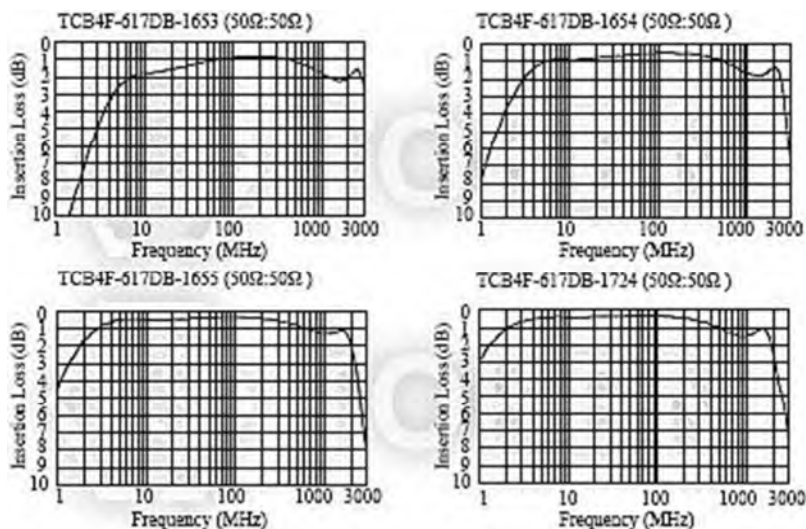 TCB4F-617DB-1653 (50Ω:50Ω)
Insertion Loss (dB)
0
1
2
3
4
5
6
7
8
9
10
1 10 100 1000 3000
Frequency (MHz)
TCB4F-617DB-1654 (50Ω:50Ω)
Insertion Loss (dB)
0
1
2
3
4
5
6
7
8
9
10
1 10 100 1000 3000
Frequency (MHz)
TCB4F-617DB-1655 (50Ω:50Ω)
Insertion Loss (dB)
0
1
2
3
4
5
6
7
8
9
10
1 10 100 1000 3000
Frequency (MHz)
TCB4F-617DB-1724 (50Ω:50Ω)
Insertion Loss (dB)
0
1
2
3
4
5
6
7
8
9
10
1 10 100 1000 3000
Frequency (MHz)